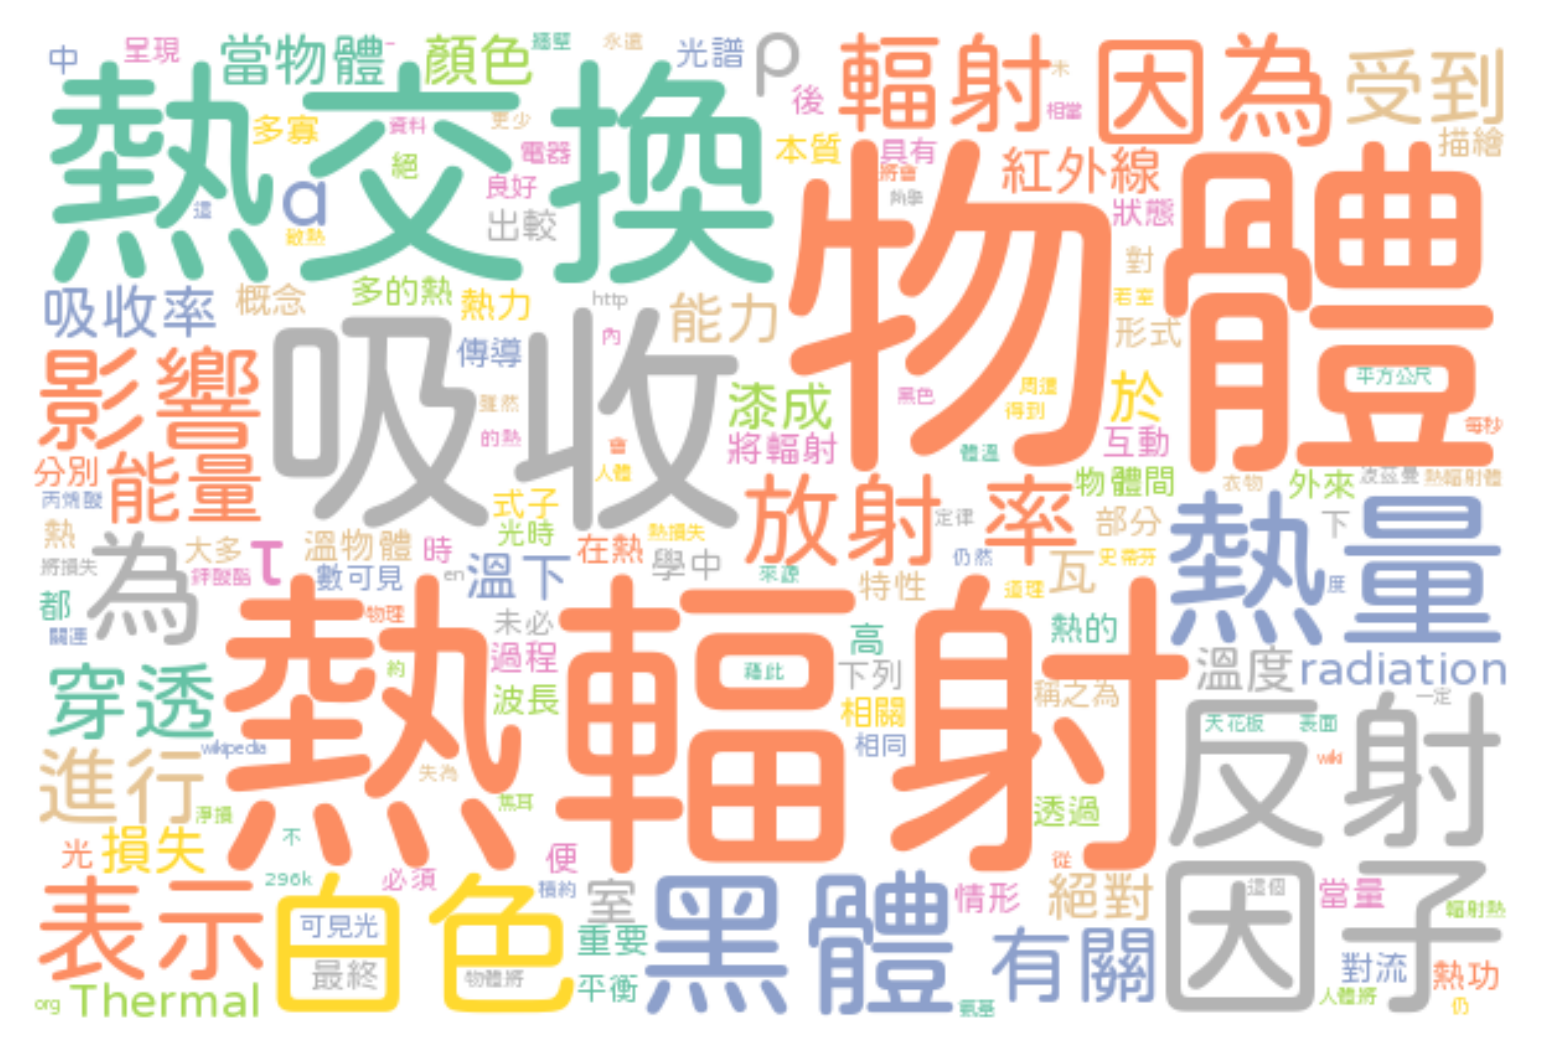 中
呈現
當物體
顏色
牆壁
永遠
光譜
ρ
輻射
米
因為
受到
熱交換
多寡
資料
更少
後
相當
描繪
絕
電器
本質
具有
紅外線
α
良好
將會
熱學
狀態
這
散熱
出較
物體
對
吸收率
概念
多的熱
熱力
http
能力
若室
形式
內
影響
吸收
傳導
平方公尺
漆成
黑色
周遭
於
雖然
得到
每秒
的熱
會
將輻射
體溫
互動
分別
能量
人體
物體間
衣物
外來
波茲曼
熱輻射體
丙烯酸
式子
放射率
定律
部分
熱量
下
熱
光時
熱損失
大多
τ
溫物體
時
在熱
學中
仍然
瓦
史蒂芬
將損失
為
鋅酸酯
數可見
en
溫下
來源
特性
道理
度
都
物理
未必
高
熱的
關連
熱輻射
過程
穿透
約
藉此
下列
溫度
radiation
波長
稱之為
一定
相關
反射
天花板
表面
wikipedia
相同
wiki
進行
失為
淨損
焦耳
透過
不
光
損失
便
從
因子
296k
必須
表示
白色
積約
室
黑體
情形
絕對
這個
當量
可見光
輻射熱
重要
有關
最終
物體將
平衡
對流
熱功
org
Thermal
氨基
人體將
仍